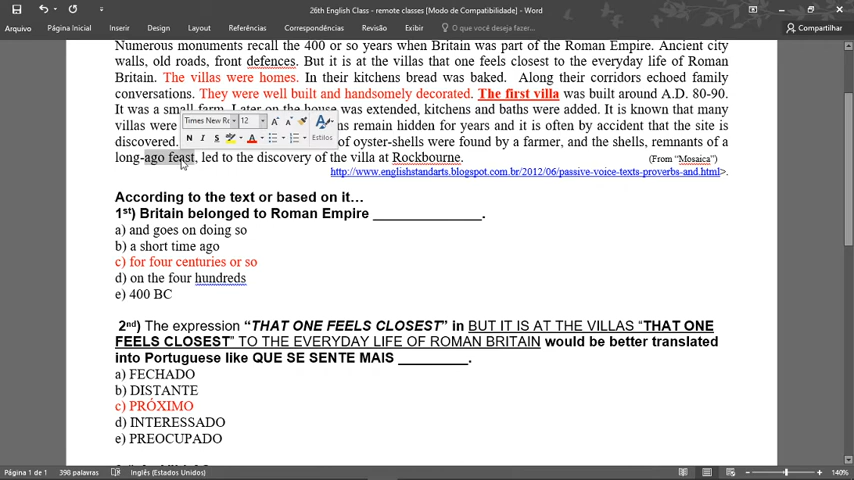 26th English Class - remote classes [Modo de Compatibilidade] - Word
Arquivo Página Inicial Inserir Design Layout Referências Correspondências Revisão Exibir O que você deseja fazer... Compartilhar
Numerous monuments recall the 400 or so years when Britain was part of the Roman Empire. Ancient city
walls, old roads, front defences. But it is at the villas that one feels closest to the everyday life of Roman
Britain. The villas were homes. In their kitchens bread was baked. Along their corridors echoed family
conversations. They were well built and handsomely decorated. The first villa was built around A.D. 80-90.
It was a small farm. Later on the house was extended, kitchens and baths were added. It is known that many
villas were ns remain hidden for years and it is often by accident that the site is
Times New Ro 12
N I S A Estilos
discovered. of oyster-shells were found by a farmer, and the shells, remnants of a
long-ago feast, led to the discovery of the villa at Rockbourne. (From “Mosaica”)
http://www.englishstandarts.blogspot.com.br/2012/06/passive-voice-texts-proverbs-and.html>.
According to the text or based on it…
1st) Britain belonged to Roman Empire _______________.
a) and goes on doing so
b) a short time ago
c) for four centuries or so
d) on the four hundreds
e) 400 BC
2nd) The expression “THAT ONE FEELS CLOSEST” in BUT IT IS AT THE VILLAS “THAT ONE
FEELS CLOSEST” TO THE EVERYDAY LIFE OF ROMAN BRITAIN would be better translated
into Portuguese like QUE SE SENTE MAIS __________.
a) FECHADO
b) DISTANTE
c) PRÓXIMO
d) INTERESSADO
e) PREOCUPADO
Página 1 de 1 398 palavras Inglês (Estados Unidos) 140%